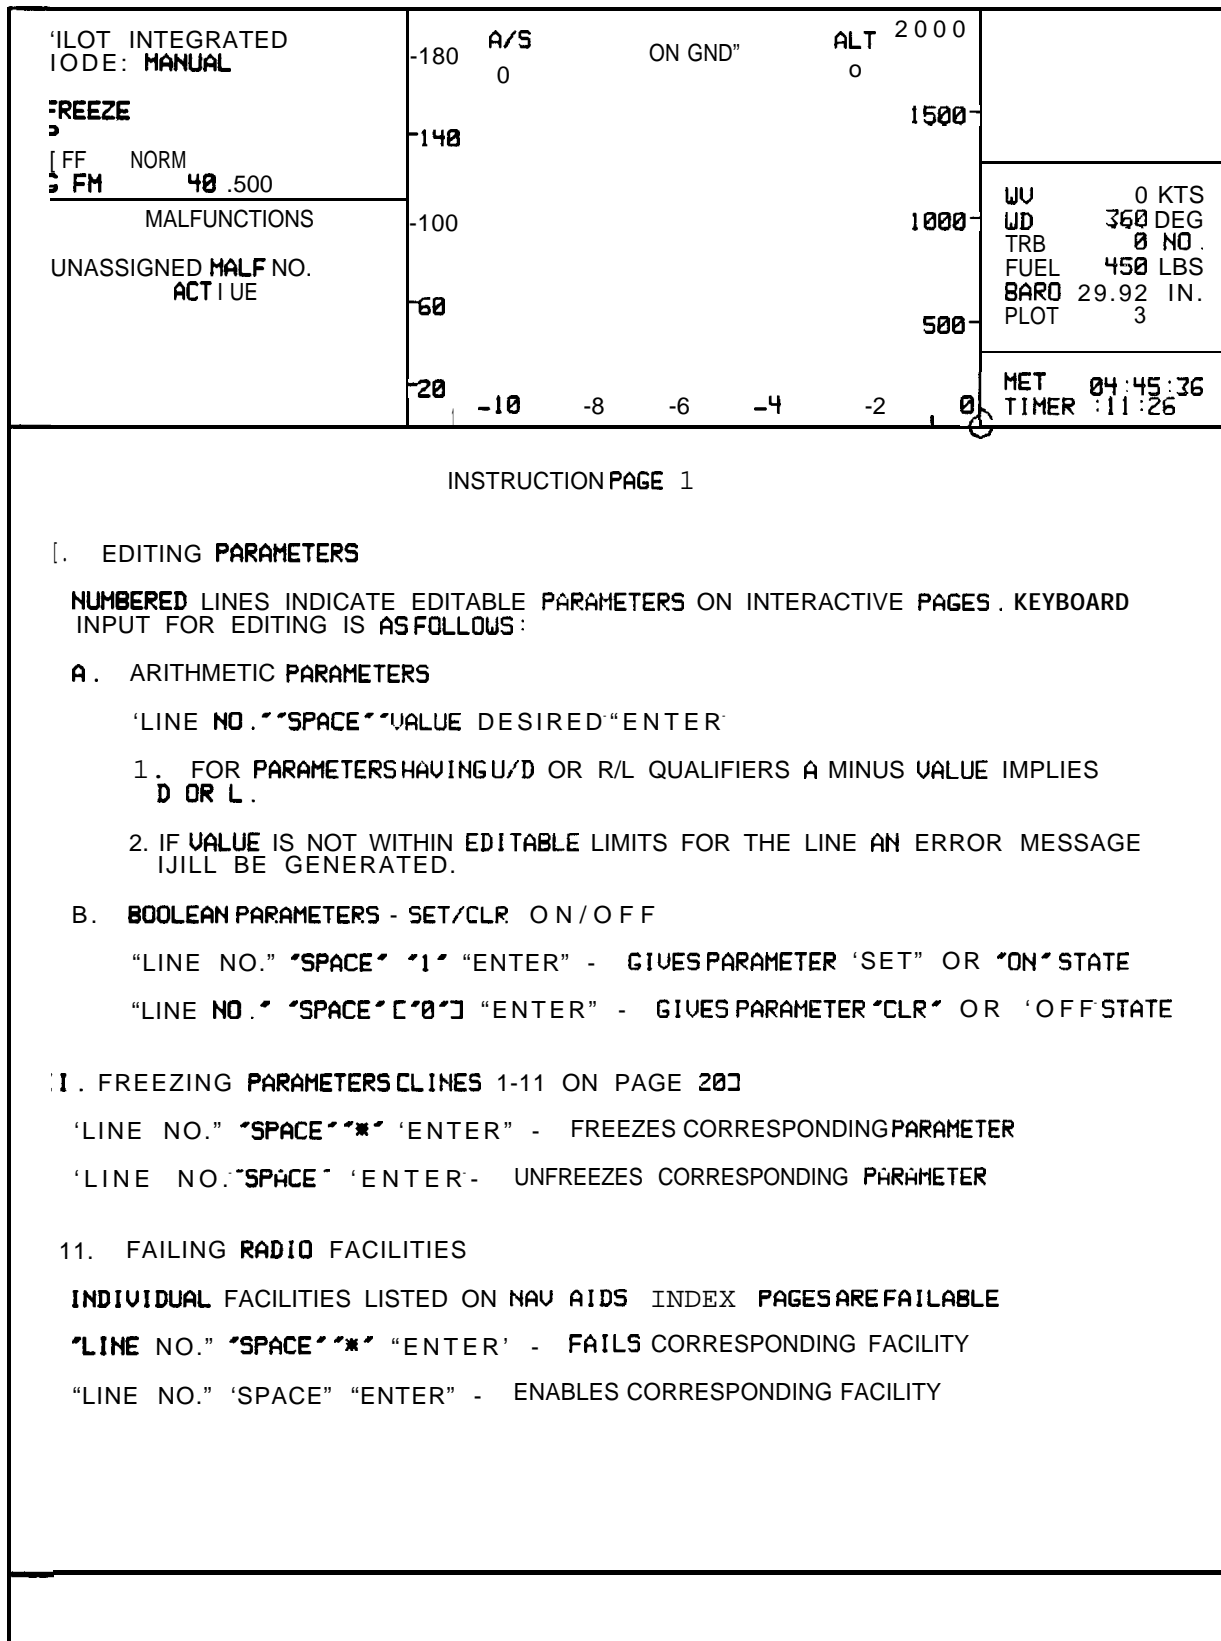 'ILOT INTEGRATED
IODE: MANUAL
FREEZE
P
[ FF NORM
G FM 40 .500
MALFUNCTIONS
UNASSIGNED MALF NO.
ACT I UE
-180 A/S ON GND" ALT 2000
0 o
1500-
-140
-100 1000-
-60
500-
-20
-10 -8 -6 -4 -2 0
WV 0 KTS
WD 360 DEG
TRB 0 NO.
FUEL 450 LBS
BARO 29.92 IN.
PLOT 3
MET 04:45:36
TIMER :11:26
INSTRUCTION PAGE 1
[. EDITING PARAMETERS
NUMBERED LINES INDICATE EDITABLE PARAMETERS ON INTERACTIVE PAGES. KEYBOARD
INPUT FOR EDITING IS AS FOLLOWS:
A. ARITHMETIC PARAMETERS
'LINE NO." "SPACE" "VALUE DESIRED" "ENTER"
1. FOR PARAMETERS HAVING U/D OR R/L QUALIFIERS A MINUS VALUE IMPLIES
D OR L.
2. IF VALUE IS NOT WITHIN EDITABLE LIMITS FOR THE LINE AN ERROR MESSAGE
IJILL BE GENERATED.
B. BOOLEAN PARAMETERS - SET/CLR ON/OFF
"LINE NO." "SPACE" "1" "ENTER" - GIVES PARAMETER 'SET" OR "ON" STATE
"LINE NO." "SPACE" ["0"] "ENTER" - GIVES PARAMETER "CLR" OR 'OFF" STATE
:I. FREEZING PARAMETERS [LINES 1-11 ON PAGE 20]
'LINE NO." "SPACE" "*" 'ENTER" - FREEZES CORRESPONDING PARAMETER
'LINE NO." "SPACE" 'ENTER" - UNFREEZES CORRESPONDING PARAMETER
11. FAILING RADIO FACILITIES
INDIVIDUAL FACILITIES LISTED ON NAV AIDS INDEX PAGES ARE FAILABLE
"LINE NO." "SPACE" "*" "ENTER' - FAILS CORRESPONDING FACILITY
"LINE NO." 'SPACE" "ENTER" - ENABLES CORRESPONDING FACILITY